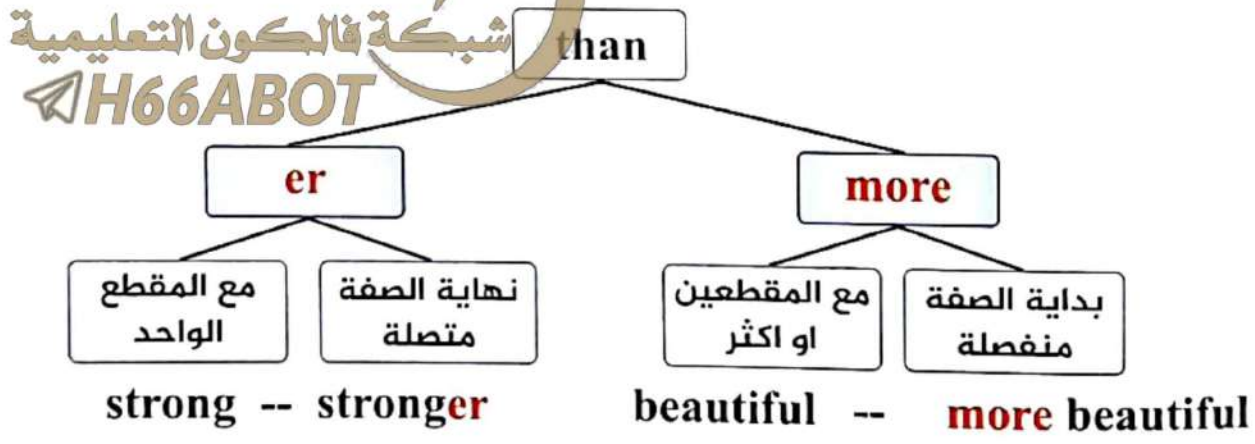 شبكة فالكون التعليمية
H66ABOT
than
er
more
مع المقطع
الواحد
نهاية الصفة
متصلة
مع المقطعين
او اكثر
بداية الصفة
منفصلة
strong -- stronger
beautiful -- more beautiful